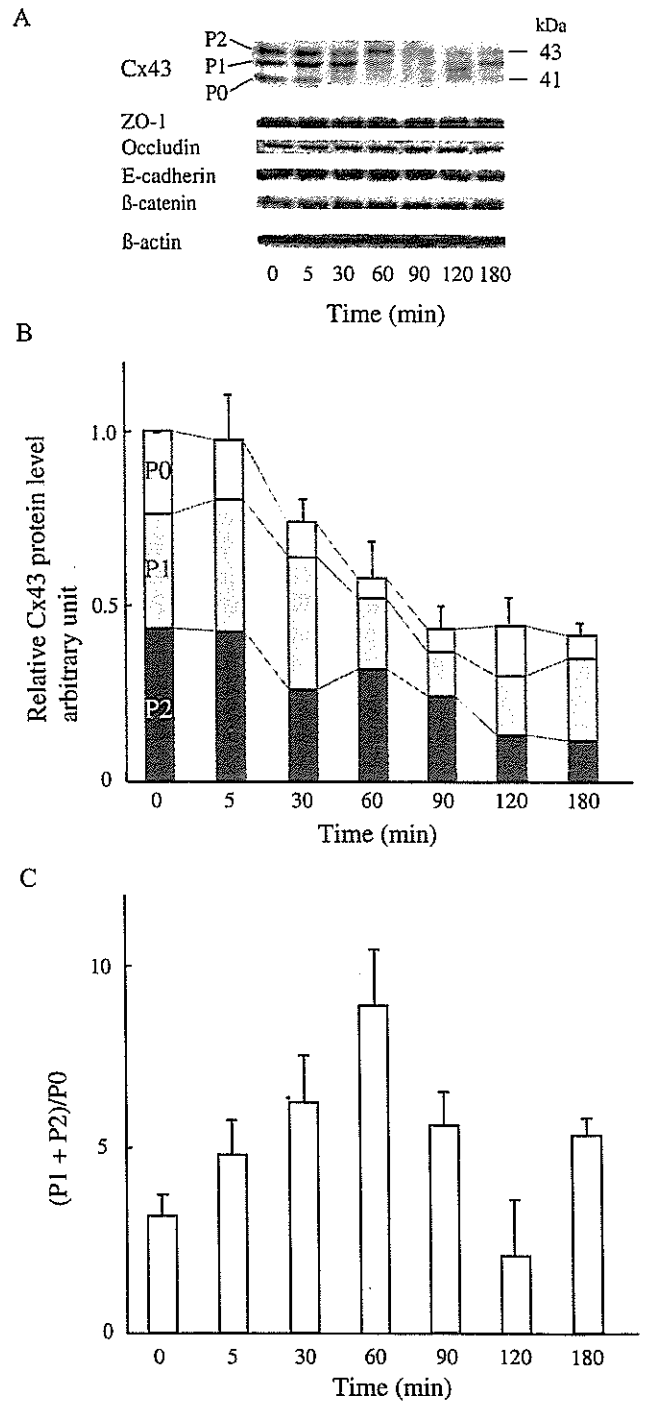 A
kDa
P2
43
Cx43
P1
P0
41
ZO-1
Occludin
E-cadherin
ß-catenin
ß-actin
0 5 30 60 90 120 180
Time (min)
B
Relative Cx43 protein level
arbitrary unit
1.0
0.5
0
P0
P1
P2
0 5 30 60 90 120 180
Time (min)
C
(P1 + P2)/P0
10
5
0
0 5 30 60 90 120 180
Time (min)